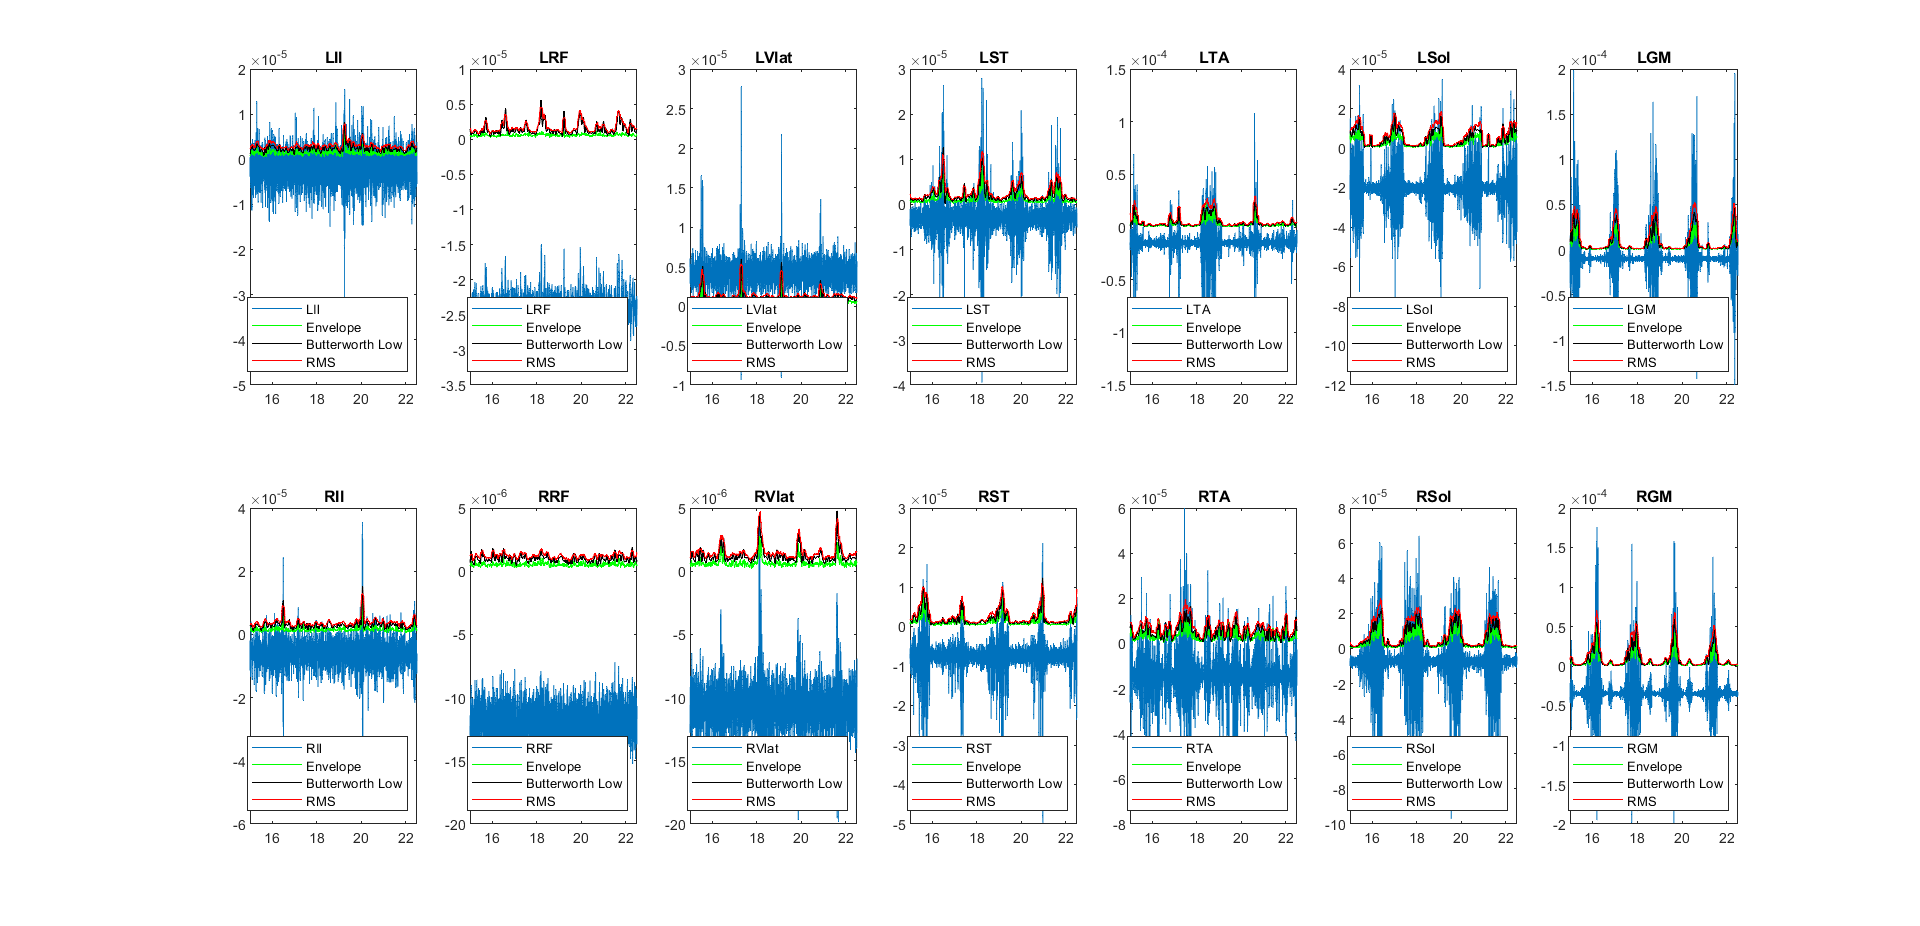 ×10-5 LII
2
1
0
-1
-2
-3
-4
-5
16 18 20 22
LII
Envelope
Butterworth Low
RMS
×10-5 LRF
1
0.5
0
-0.5
-1
-1.5
-2
-2.5
-3
-3.5
16 18 20 22
LRF
Envelope
Butterworth Low
RMS
×10-5 LVlat
3
2.5
2
1.5
1
0.5
0
-0.5
-1
16 18 20 22
LVlat
Envelope
Butterworth Low
RMS
×10-5 LST
3
2
1
0
-1
-2
-3
-4
16 18 20 22
LST
Envelope
Butterworth Low
RMS
×10-4 LTA
1.5
1
0.5
0
-0.5
-1
-1.5
16 18 20 22
LTA
Envelope
Butterworth Low
RMS
×10-5 LSol
4
2
0
-2
-4
-6
-8
-10
-12
16 18 20 22
LSol
Envelope
Butterworth Low
RMS
×10-4 LGM
2
1.5
1
0.5
0
-0.5
-1
-1.5
16 18 20 22
LGM
Envelope
Butterworth Low
RMS
×10-5 RII
4
2
0
-2
-4
-6
16 18 20 22
RII
Envelope
Butterworth Low
RMS
×10-6 RRF
5
0
-5
-10
-15
-20
16 18 20 22
RRF
Envelope
Butterworth Low
RMS
×10-6 RVlat
5
0
-5
-10
-15
-20
16 18 20 22
RVlat
Envelope
Butterworth Low
RMS
×10-5 RST
3
2
1
0
-1
-2
-3
-4
-5
16 18 20 22
RST
Envelope
Butterworth Low
RMS
×10-5 RTA
6
4
2
0
-2
-4
-6
-8
16 18 20 22
RTA
Envelope
Butterworth Low
RMS
×10-5 RSol
8
6
4
2
0
-2
-4
-6
-8
-10
16 18 20 22
RSol
Envelope
Butterworth Low
RMS
×10-4 RGM
2
1.5
1
0.5
0
-0.5
-1
-1.5
-2
16 18 20 22
RGM
Envelope
Butterworth Low
RMS